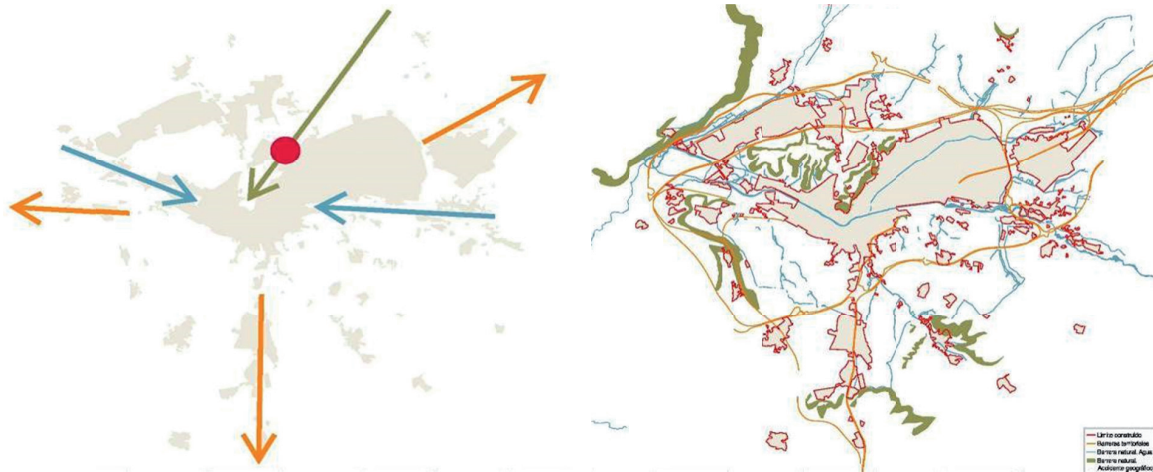 Límite construido
Barreras territoriales
Barrera natural. Agua
Barrera natural.
Accidente geográfico